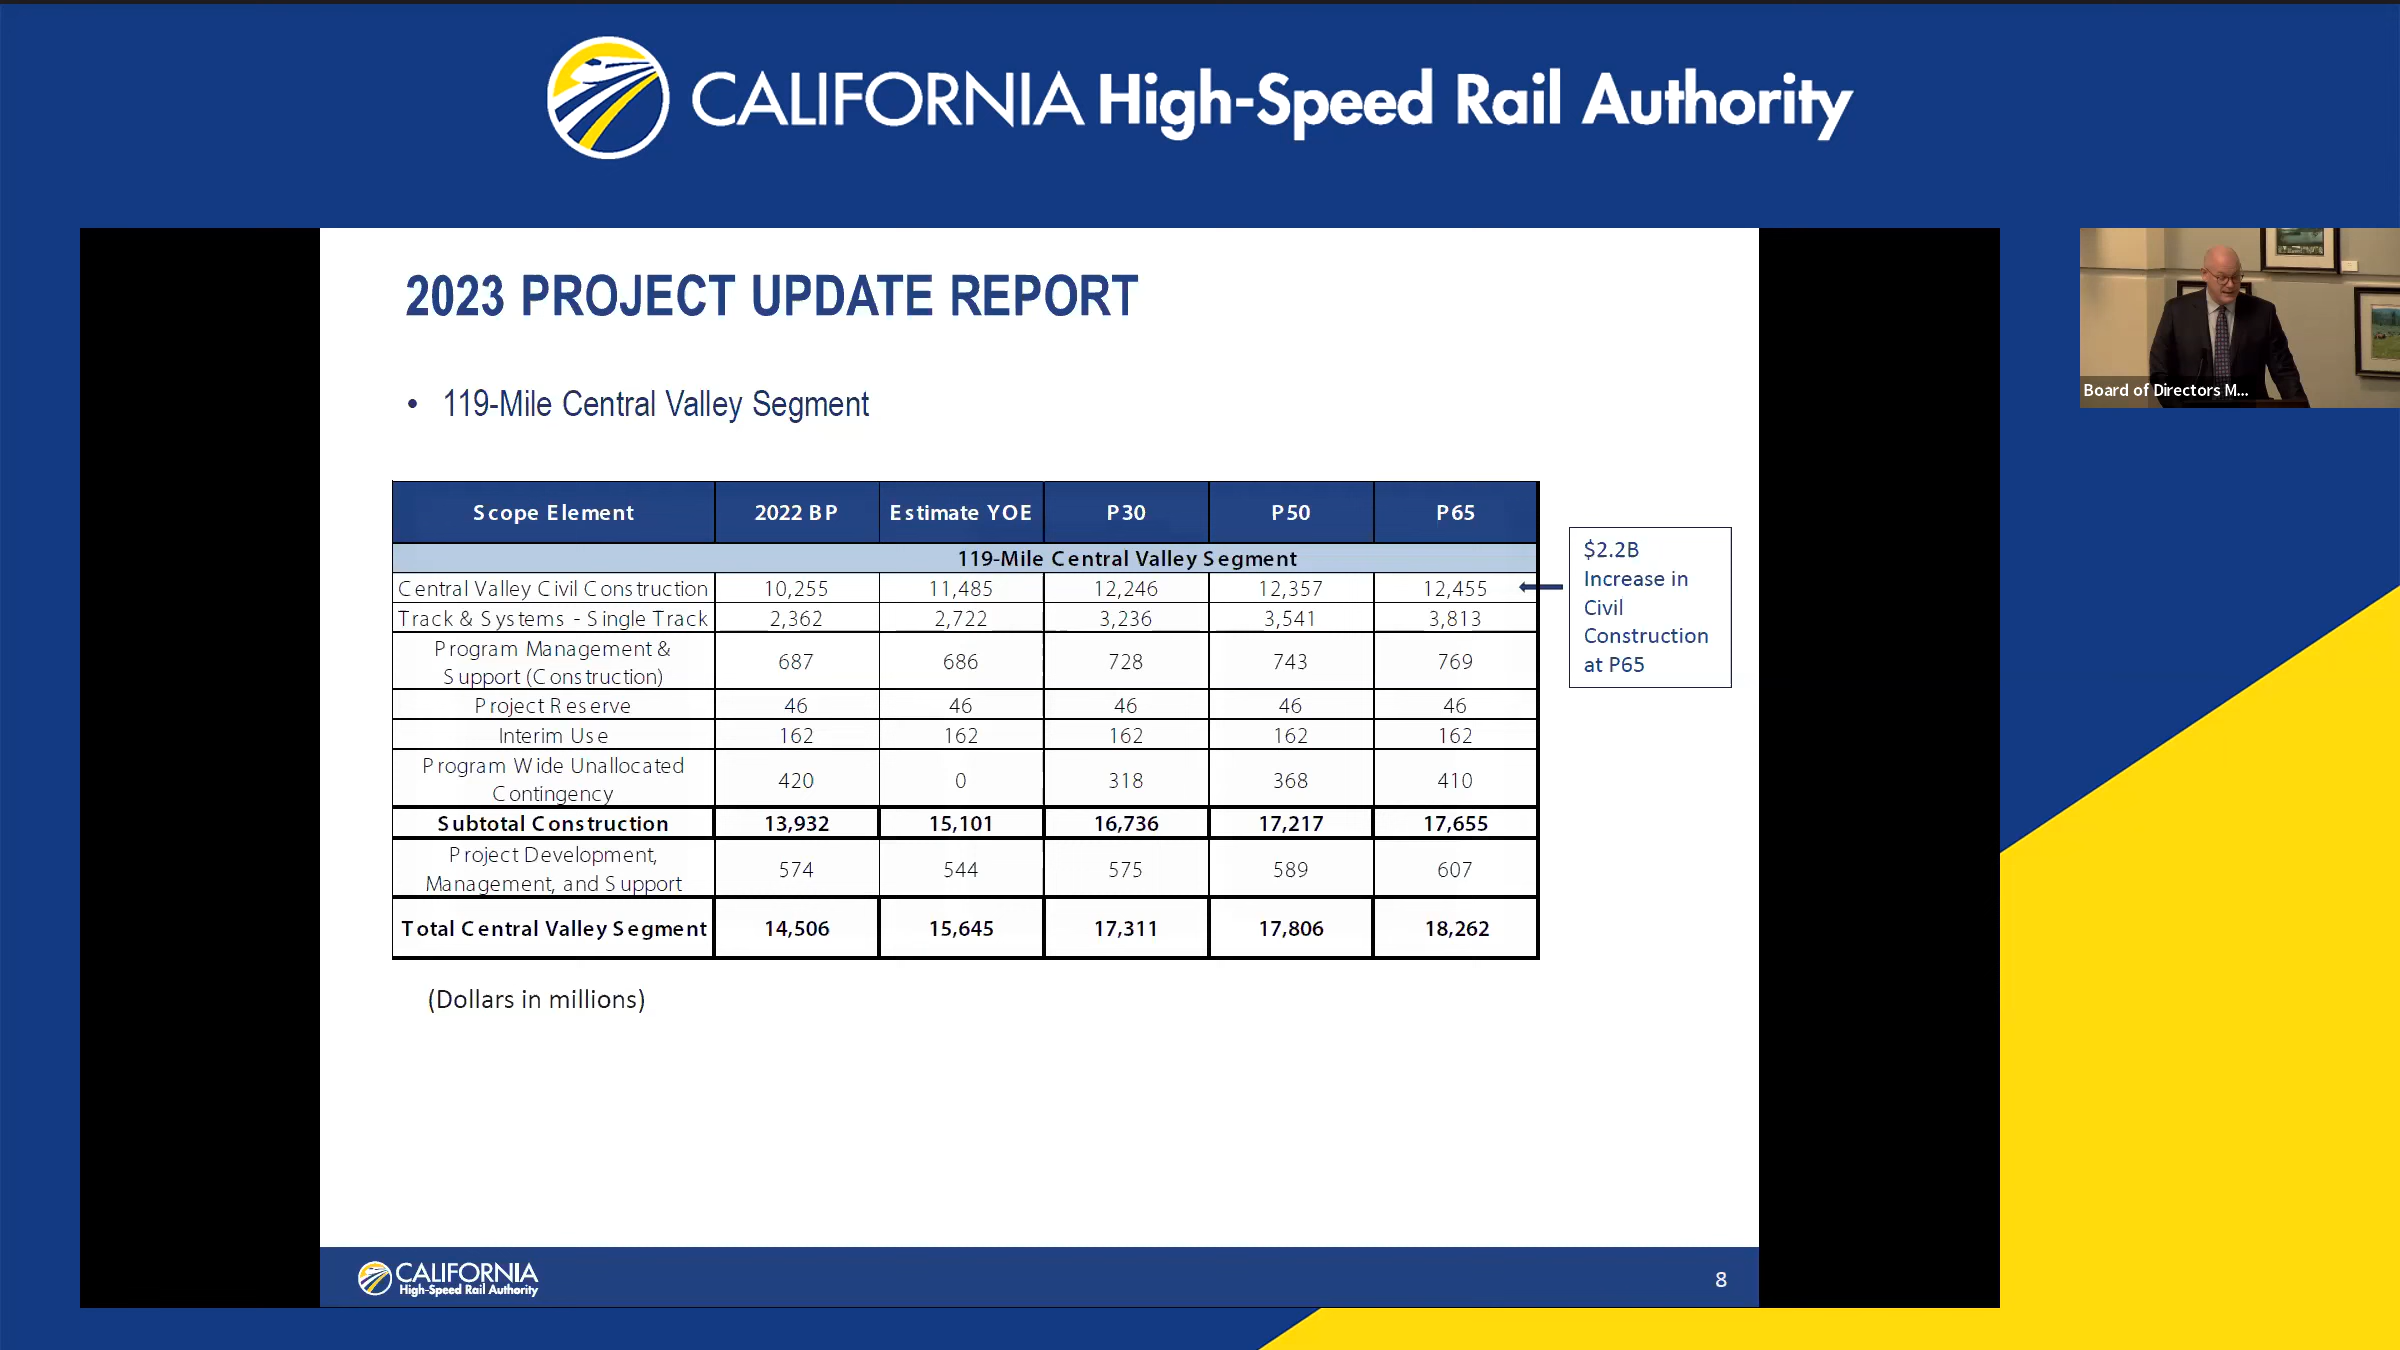 CALIFORNIA High-Speed Rail Authority
2023 PROJECT UPDATE REPORT
• 119-Mile Central Valley Segment
Scope Element 2022 BP Estimate YOE P30 P50 P65
119-Mile Central Valley Segment
Central Valley Civil Construction 10,255 11,485 12,246 12,357 12,455
Track & Systems - Single Track 2,362 2,722 3,236 3,541 3,813
Program Management &
Support (Construction) 687 686 728 743 769
Project Reserve 46 46 46 46 46
Interim Use 162 162 162 162 162
Program Wide Unallocated
Contingency 420 0 318 368 410
Subtotal Construction 13,932 15,101 16,736 17,217 17,655
Project Development,
Management, and Support 574 544 575 589 607
Total Central Valley Segment 14,506 15,645 17,311 17,806 18,262
(Dollars in millions)
$2.2B
Increase in
Civil
Construction
at P65
Board of Directors M...
CALIFORNIA
High-Speed Rail Authority
8